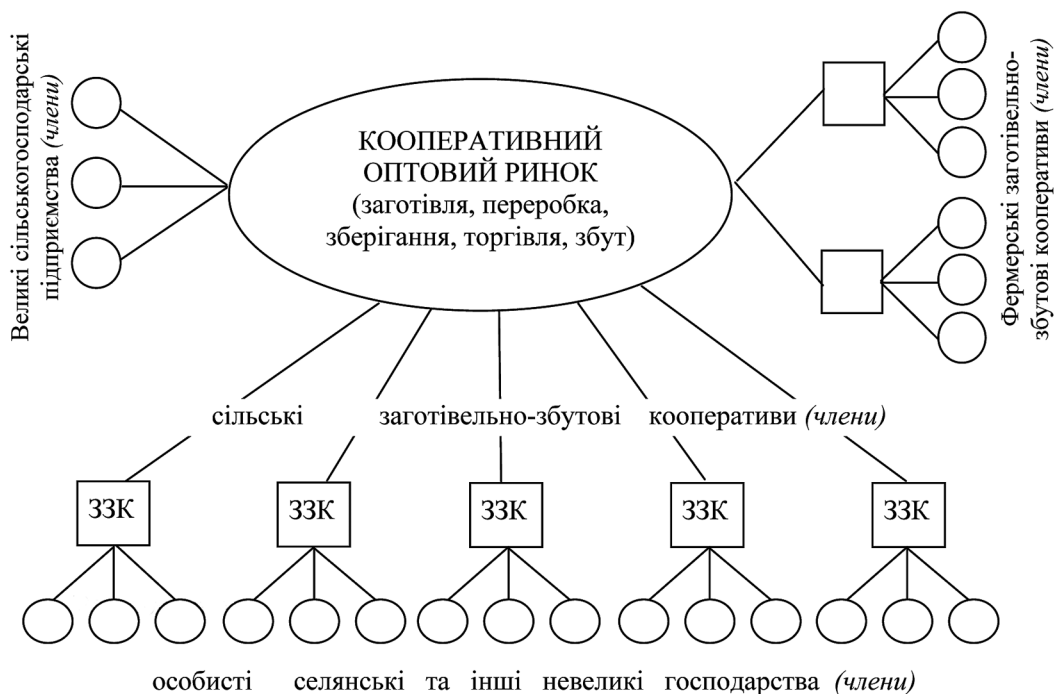 Великі сільськогосподарські
підприємства (члени)
КООПЕРАТИВНИЙ
ОПТОВИЙ РИНОК
(заготівля, переробка,
зберігання, торгівля, збут)
Фермерські заготівельно-
збутові кооперативи (члени)
сільські заготівельно-збутові кооперативи (члени)
ЗЗК ЗЗК ЗЗК ЗЗК ЗЗК
особисті селянські та інші невеликі господарства (члени)